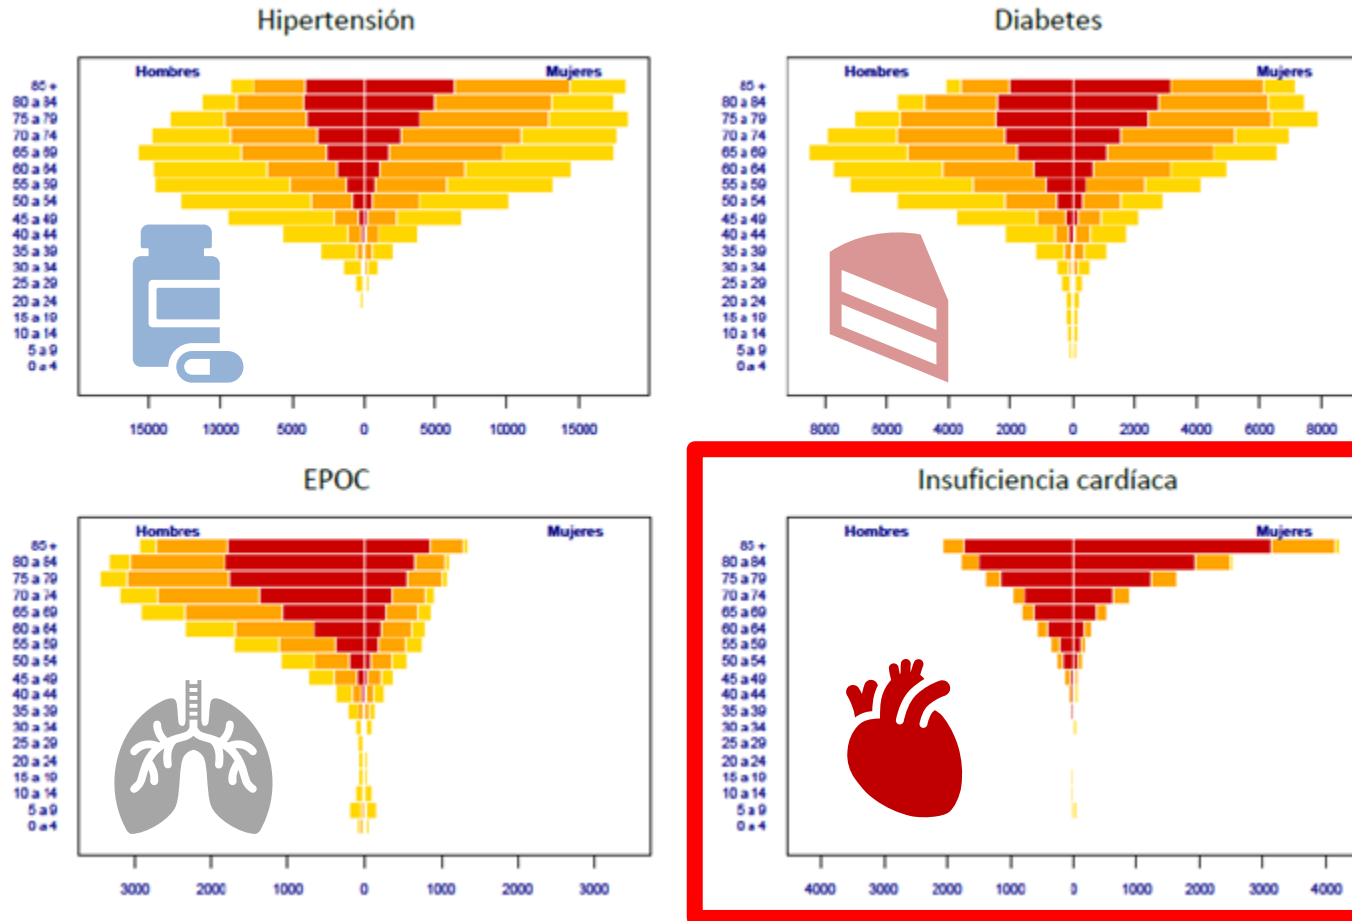 Hipertensión
Hombres Mujeres
85 +
80 a 84
75 a 79
70 a 74
65 a 69
60 a 64
55 a 59
50 a 54
45 a 49
40 a 44
35 a 39
30 a 34
25 a 29
20 a 24
15 a 19
10 a 14
5 a 9
0 a 4
15000 10000 5000 0 5000 10000 15000
Diabetes
Hombres Mujeres
85 +
80 a 84
75 a 79
70 a 74
65 a 69
60 a 64
55 a 59
50 a 54
45 a 49
40 a 44
35 a 39
30 a 34
25 a 29
20 a 24
15 a 19
10 a 14
5 a 9
0 a 4
8000 6000 4000 2000 0 2000 4000 6000 8000
EPOC
Hombres Mujeres
85 +
80 a 84
75 a 79
70 a 74
65 a 69
60 a 64
55 a 59
50 a 54
45 a 49
40 a 44
35 a 39
30 a 34
25 a 29
20 a 24
15 a 19
10 a 14
5 a 9
0 a 4
3000 2000 1000 0 1000 2000 3000
Insuficiencia cardíaca
Hombres Mujeres
85 +
80 a 84
75 a 79
70 a 74
65 a 69
60 a 64
55 a 59
50 a 54
45 a 49
40 a 44
35 a 39
30 a 34
25 a 29
20 a 24
15 a 19
10 a 14
5 a 9
0 a 4
4000 3000 2000 1000 0 1000 2000 3000 4000